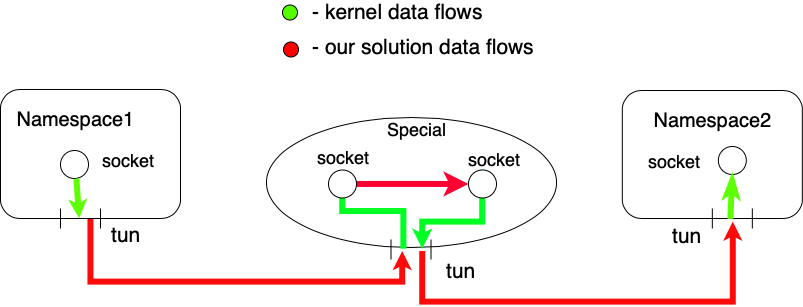 - kernel data flows
- our solution data flows
Namespace1
socket
tun
Special
socket
socket
tun
Namespace2
socket
tun